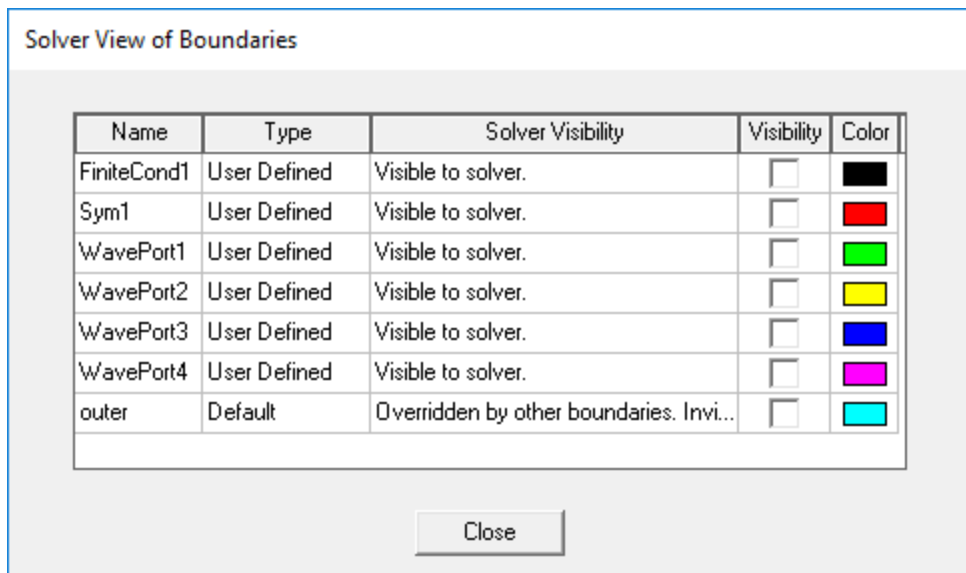 Solver View of Boundaries
Name Type Solver Visibility Visibility Color
FiniteCond1 User Defined Visible to solver.
Sym1 User Defined Visible to solver.
WavePort1 User Defined Visible to solver.
WavePort2 User Defined Visible to solver.
WavePort3 User Defined Visible to solver.
WavePort4 User Defined Visible to solver.
outer Default Overridden by other boundaries. Invi...
Close